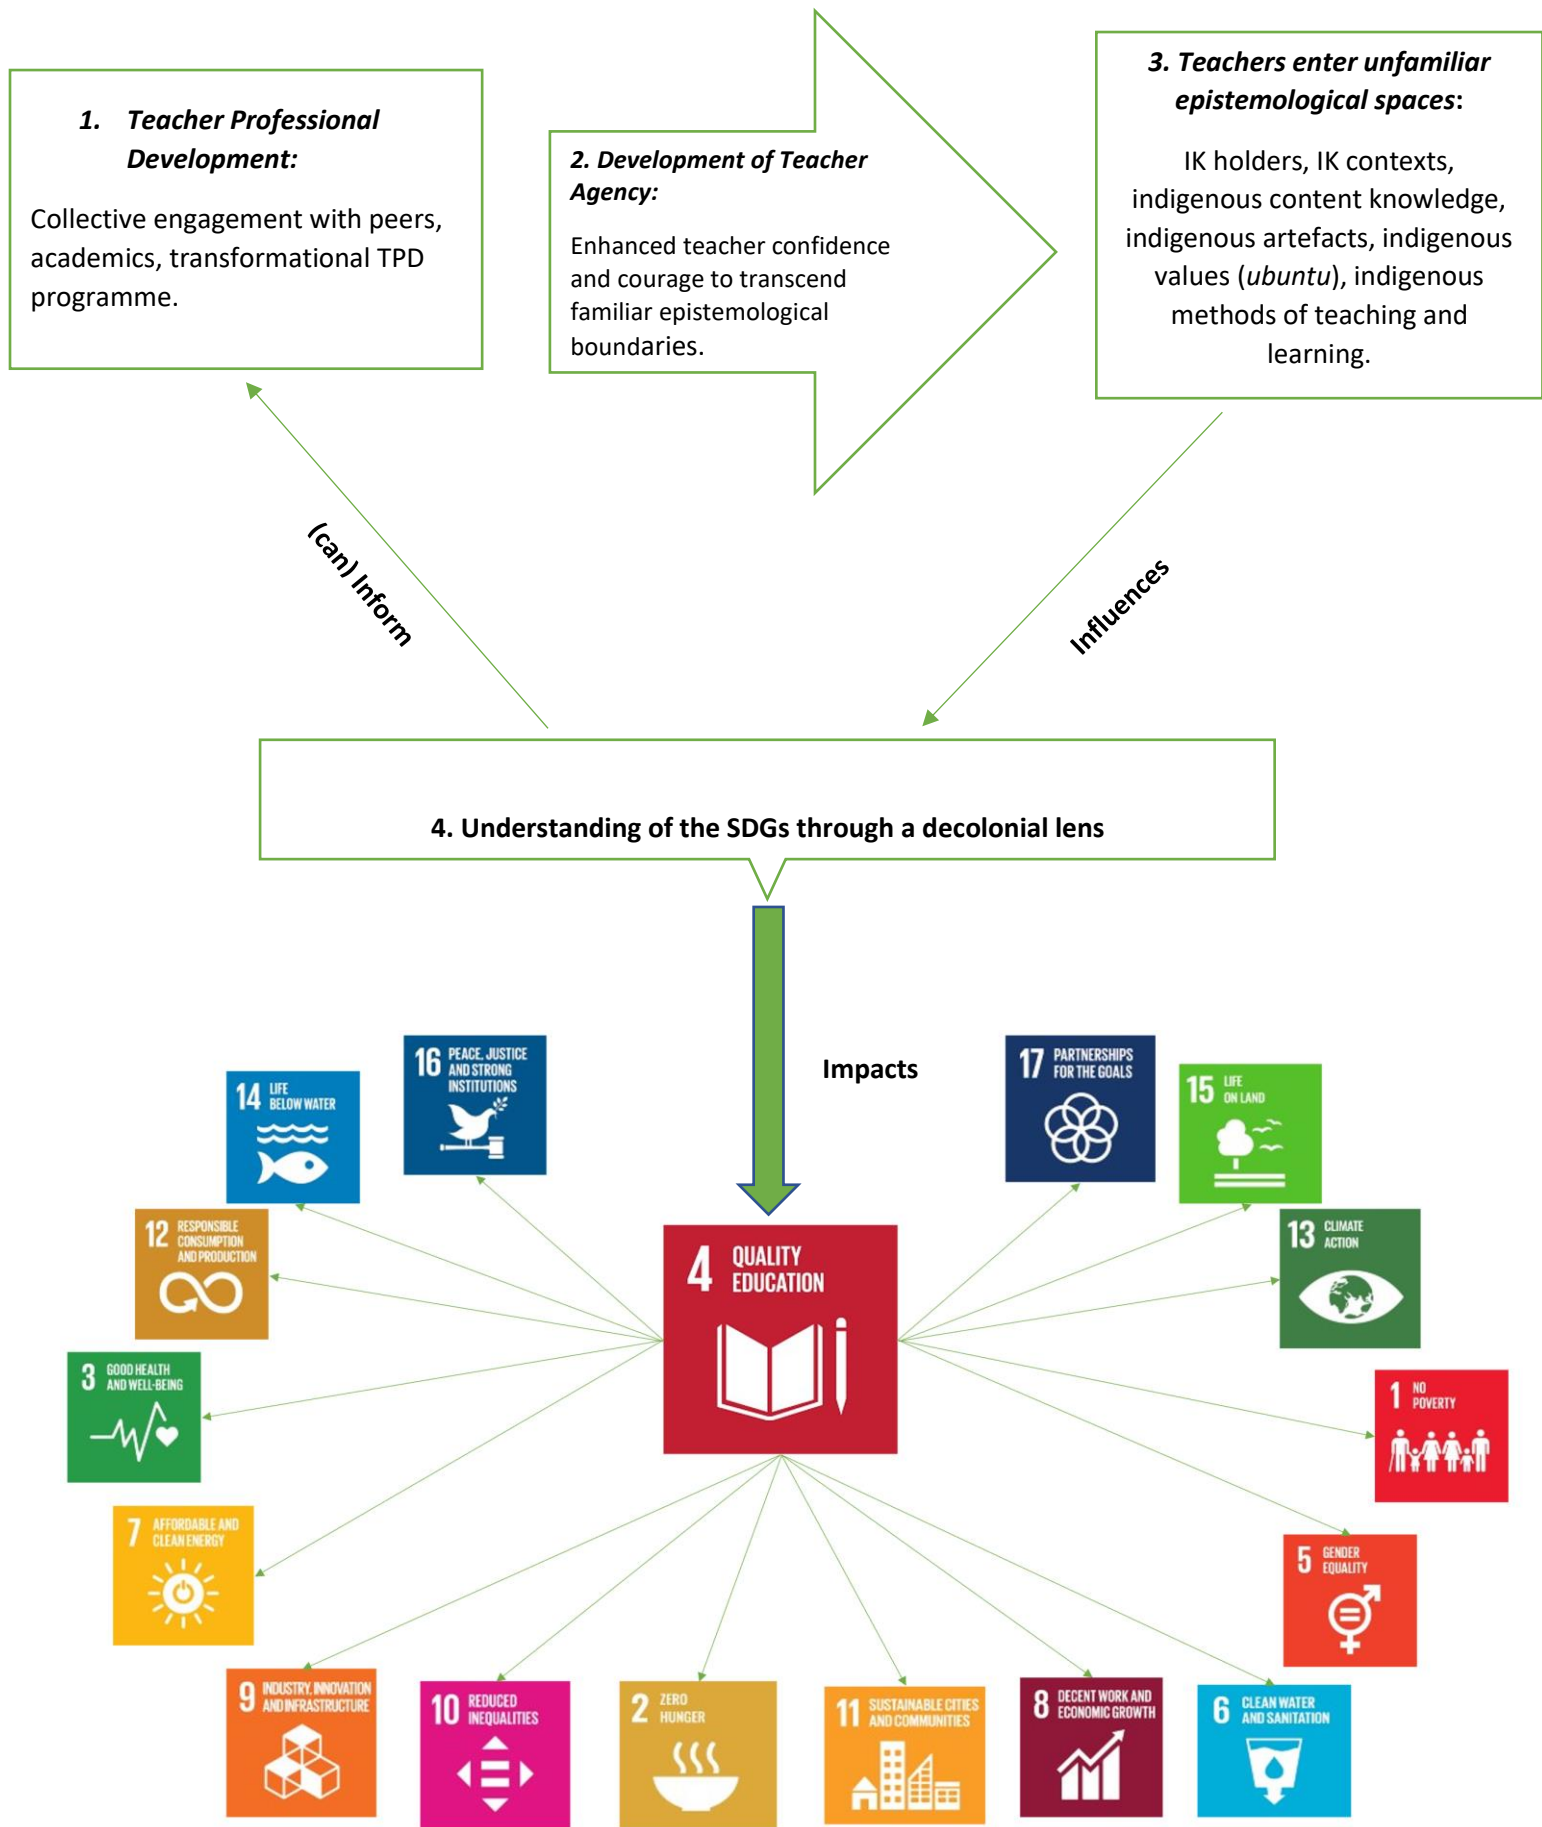 1. Teacher Professional
Development:
Collective engagement with peers,
academics, transformational TPD
programme.
2. Development of Teacher
Agency:
Enhanced teacher confidence
and courage to transcend
familiar epistemological
boundaries.
3. Teachers enter unfamiliar
epistemological spaces:
IK holders, IK contexts,
indigenous content knowledge,
indigenous artefacts, indigenous
values (ubuntu), indigenous
methods of teaching and
learning.
(can) Inform
Influences
4. Understanding of the SDGs through a decolonial lens
Impacts
16 PEACE, JUSTICE
AND STRONG
INSTITUTIONS
17 PARTNERSHIPS
FOR THE GOALS
14 LIFE
BELOW WATER
15 LIFE
ON LAND
12 RESPONSIBLE
CONSUMPTION
AND PRODUCTION
13 CLIMATE
ACTION
4 QUALITY
EDUCATION
3 GOOD HEALTH
AND WELL-BEING
1 NO
POVERTY
7 AFFORDABLE AND
CLEAN ENERGY
5 GENDER
EQUALITY
9 INDUSTRY, INNOVATION
AND INFRASTRUCTURE
10 REDUCED
INEQUALITIES
2 ZERO
HUNGER
11 SUSTAINABLE CITIES
AND COMMUNITIES
8 DECENT WORK AND
ECONOMIC GROWTH
6 CLEAN WATER
AND SANITATION